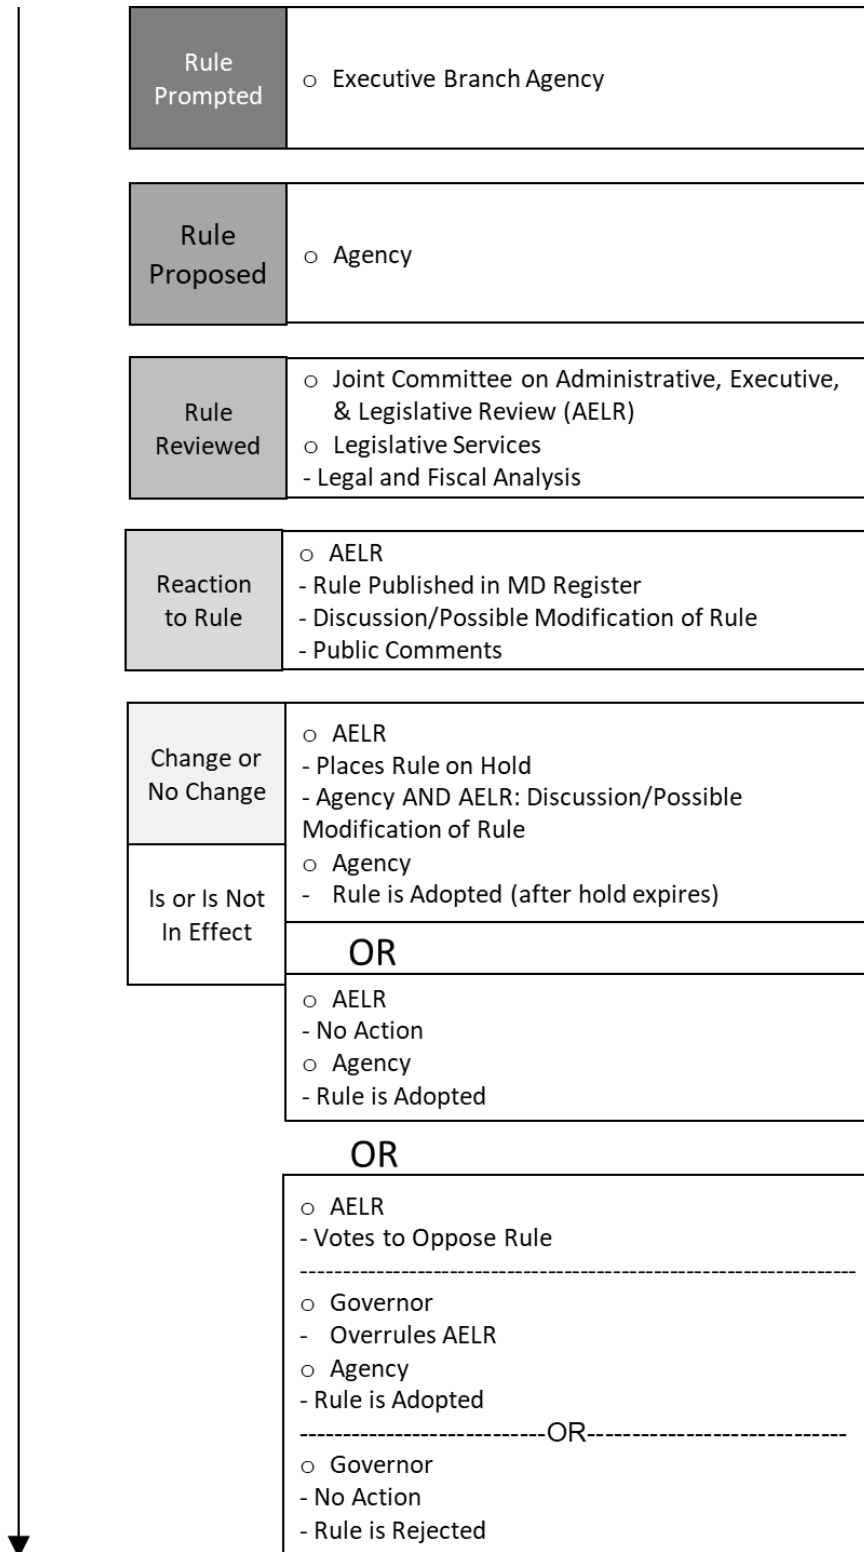 Rule
Prompted
o Executive Branch Agency
Rule
Proposed
o Agency
Rule
Reviewed
o Joint Committee on Administrative, Executive,
& Legislative Review (AELR)
o Legislative Services
- Legal and Fiscal Analysis
Reaction
to Rule
o AELR
- Rule Published in MD Register
- Discussion/Possible Modification of Rule
- Public Comments
Change or
No Change
Is or Is Not
In Effect
o AELR
- Places Rule on Hold
- Agency AND AELR: Discussion/Possible
Modification of Rule
o Agency
- Rule is Adopted (after hold expires)
OR
o AELR
- No Action
o Agency
- Rule is Adopted
OR
o AELR
- Votes to Oppose Rule
o Governor
- Overrules AELR
o Agency
- Rule is Adopted
OR
o Governor
- No Action
- Rule is Rejected